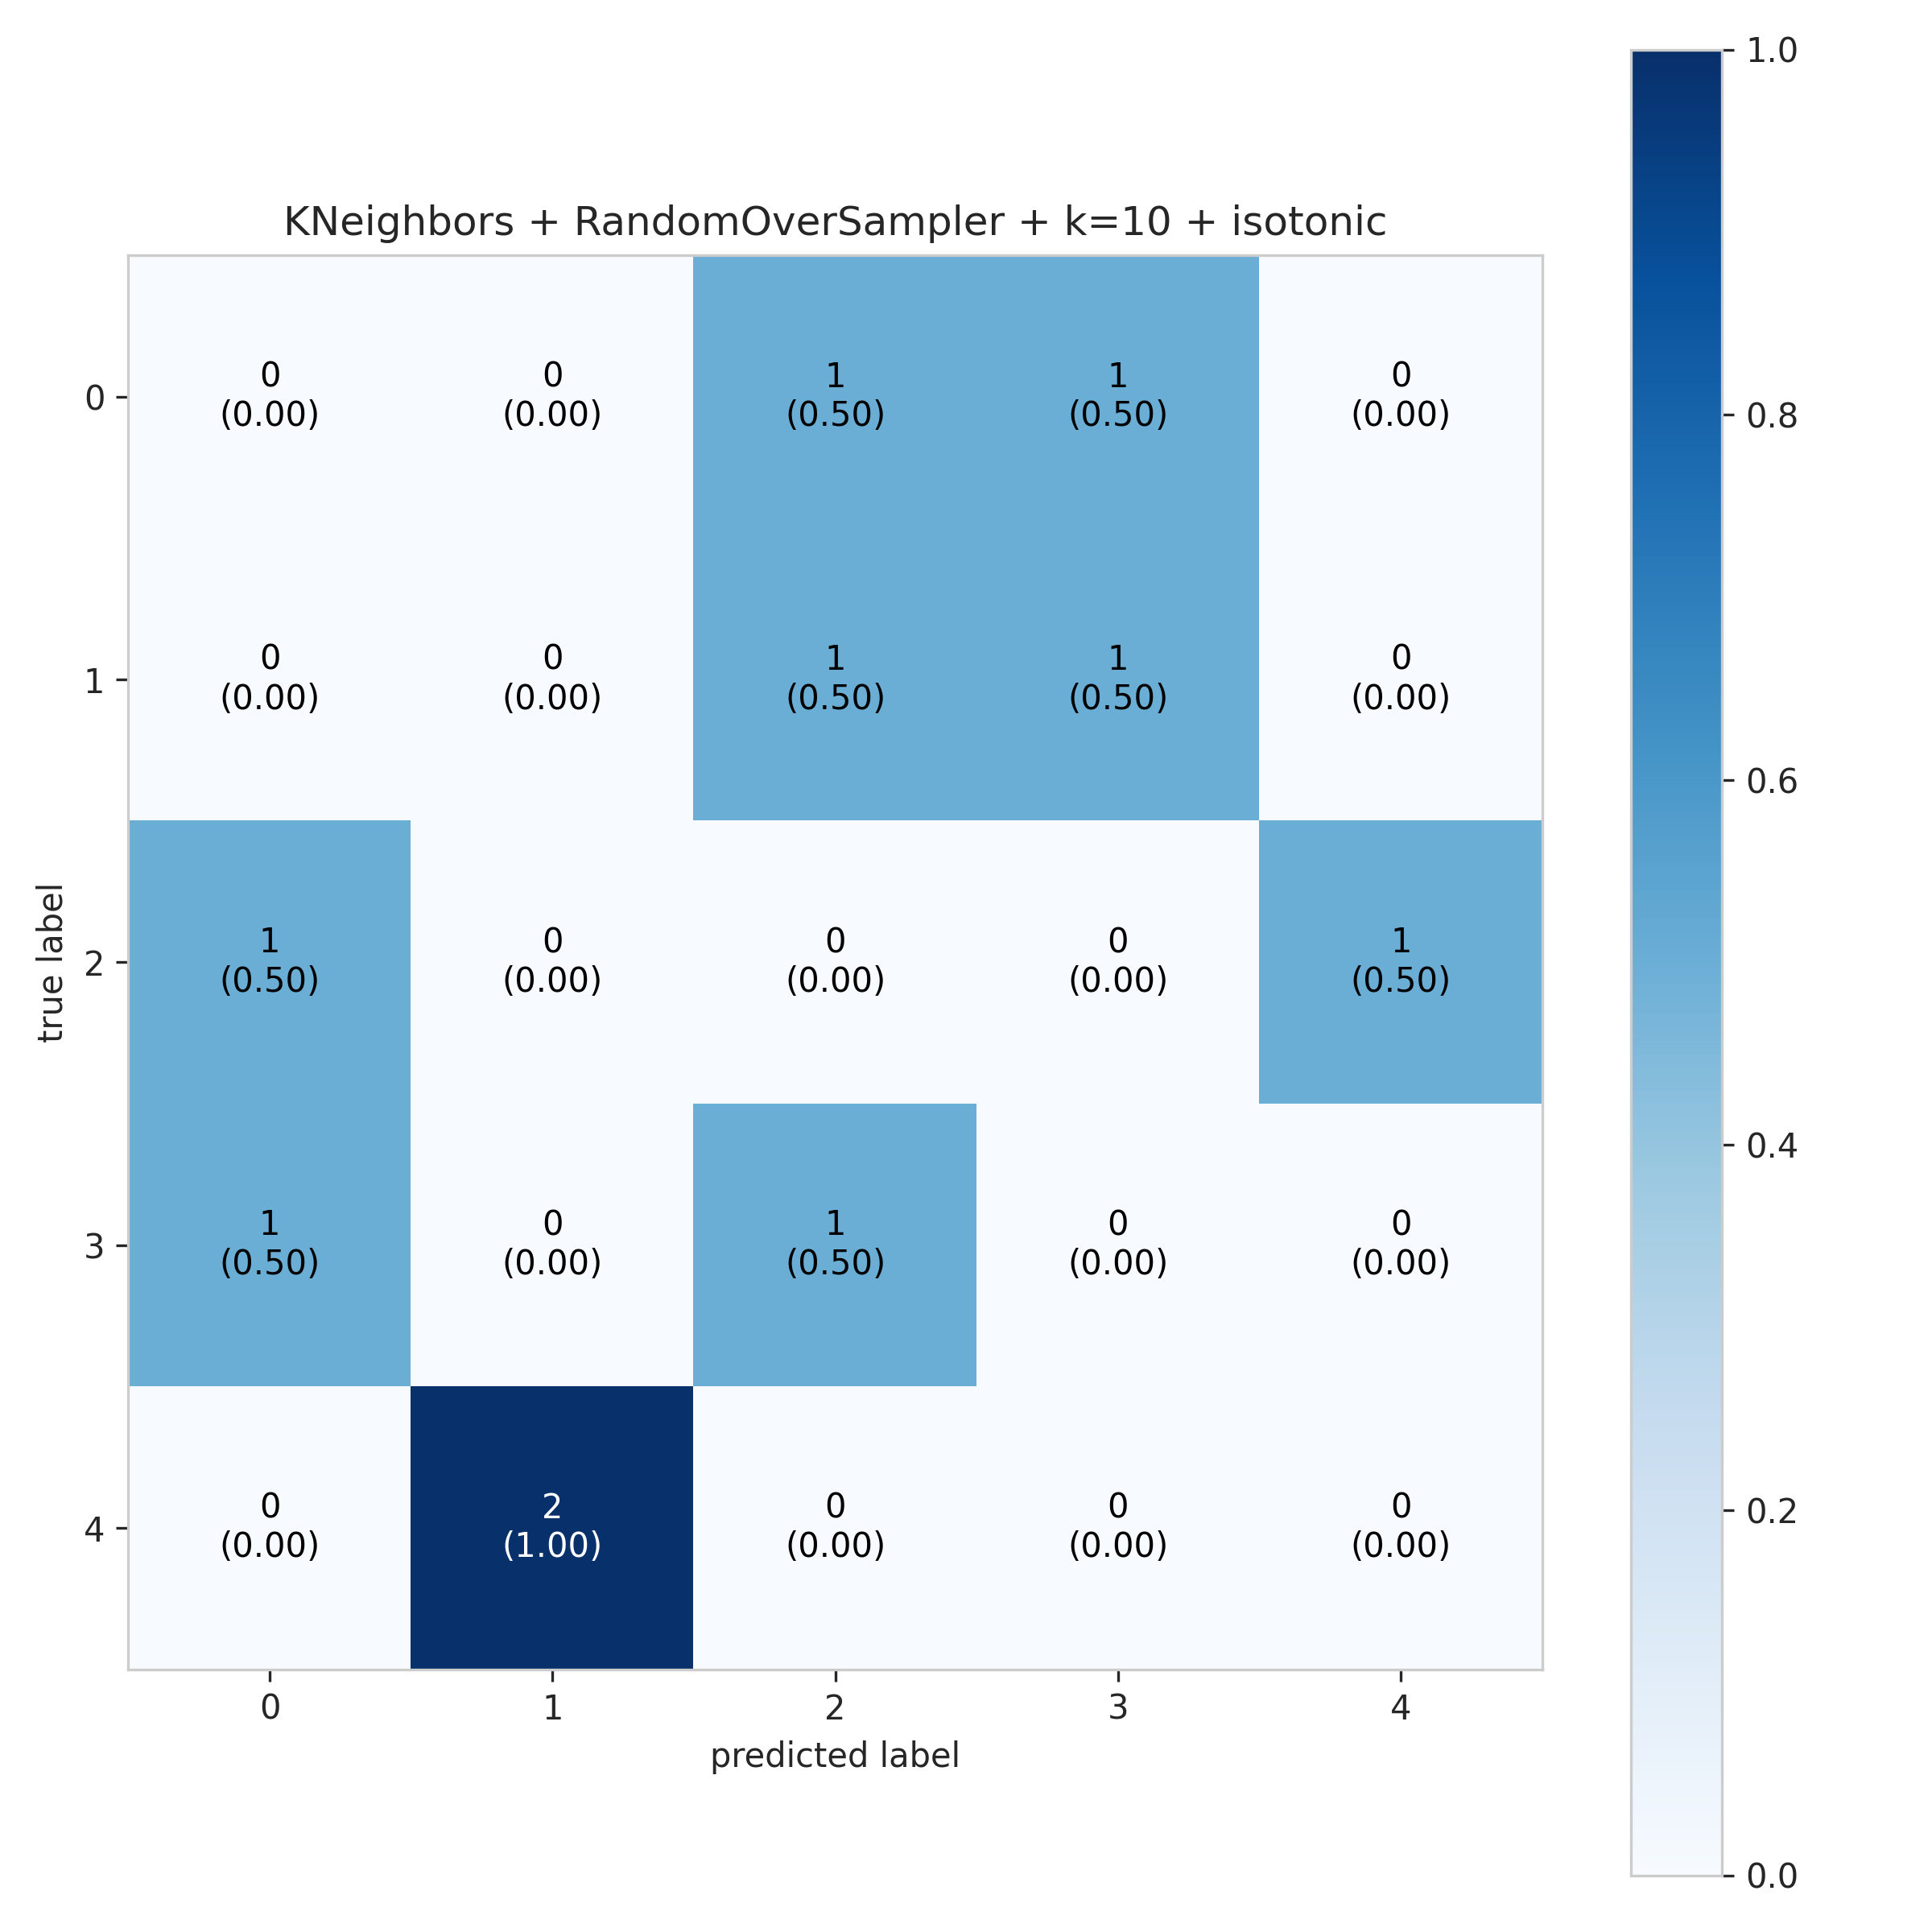 KNeighbors + RandomOverSampler + k=10 + isotonic
0 0 1 1 0
0 (0.00) (0.00) (0.50) (0.50) (0.00)
0 0 1 1 0
1 (0.00) (0.00) (0.50) (0.50) (0.00)
1 0 0 0 1
2 (0.50) (0.00) (0.00) (0.00) (0.50)
1 0 1 0 0
3 (0.50) (0.00) (0.50) (0.00) (0.00)
0 2 0 0 0
4 (0.00) (1.00) (0.00) (0.00) (0.00)
true label
0 1 2 3 4
predicted label
1.0
0.8
0.6
0.4
0.2
0.0